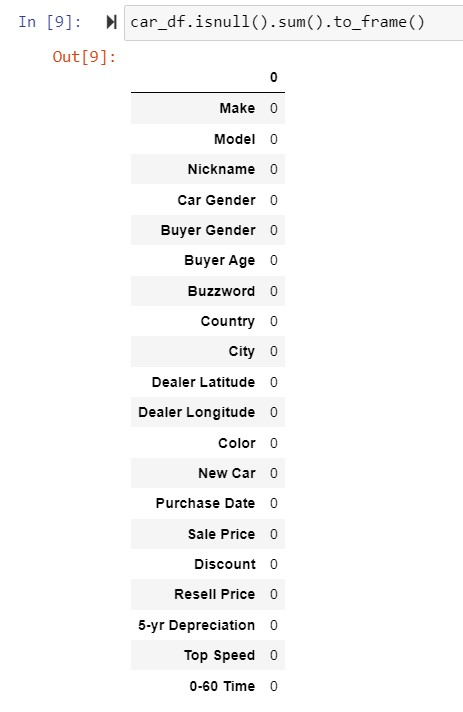 In [9]: car_df.isnull().sum().to_frame()
Out[9]:
0
Make 0
Model 0
Nickname 0
Car Gender 0
Buyer Gender 0
Buyer Age 0
Buzzword 0
Country 0
City 0
Dealer Latitude 0
Dealer Longitude 0
Color 0
New Car 0
Purchase Date 0
Sale Price 0
Discount 0
Resell Price 0
5-yr Depreciation 0
Top Speed 0
0-60 Time 0